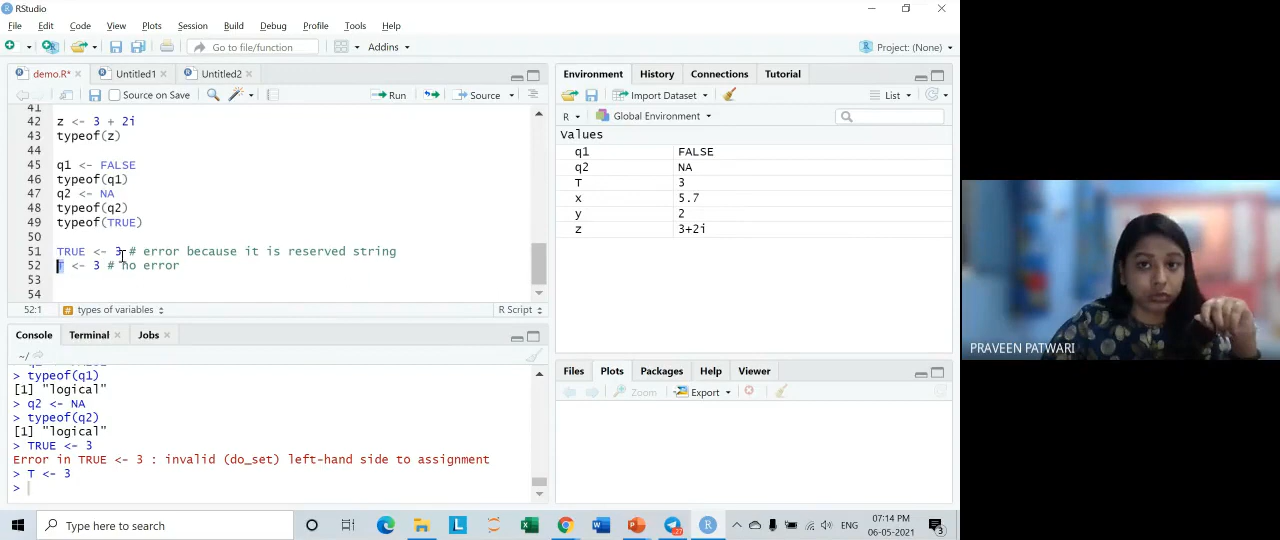 RStudio
File Edit Code View Plots Session Build Debug Profile Tools Help
Go to file/function Addins Project: (None)
demo.R* Untitled1 Untitled2
Source on Save Run Source
41
42 z <- 3 + 2i
43 typeof(z)
44
45 q1 <- FALSE
46 typeof(q1)
47 q2 <- NA
48 typeof(q2)
49 typeof(TRUE)
50
51 TRUE <- 3 # error because it is reserved string
52 T <- 3 # no error
53
54
52:1 # types of variables R Script
Console Terminal Jobs
~/
> typeof(q1)
[1] "logical"
> q2 <- NA
> typeof(q2)
[1] "logical"
> TRUE <- 3
Error in TRUE <- 3 : invalid (do_set) left-hand side to assignment
> T <- 3
>
Environment History Connections Tutorial
Import Dataset List
R Global Environment
Values
q1 FALSE
q2 NA
T 3
x 5.7
y 2
z 3+2i
Files Plots Packages Help Viewer
Zoom Export
PRAVEEN PATWARI
Type here to search
ENG
07:14 PM
06-05-2021
3